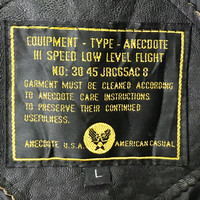 EQUIPMENT - TYPE - ANECDOTE
III SPEED LOW LEVEL FLIGHT
NO: 30 45 JRC65AC 8
GARMENT MUST BE CLEANED ACCORDING
TO ANECDOTE CARE INSTRUCTIONS
TO PRESERVE THEIR CONTINUED
USEFULNESS.
ANECDOTE U.S.A. AMERICAN CASUAL
L